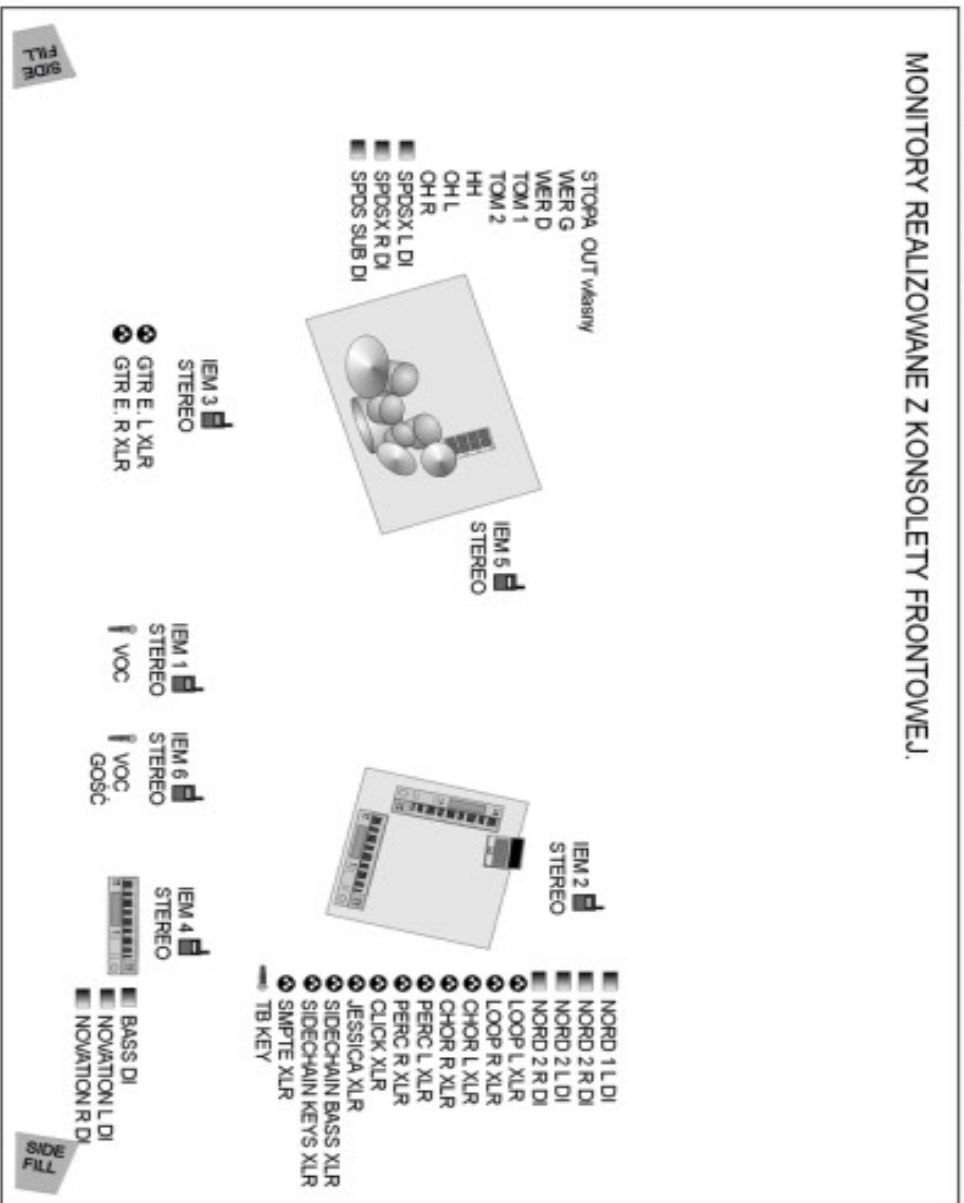 MONITORY REALIZOWANE Z KONSOLETY FRONTOWEJ.
STOPA OUT własny
WER G
WER D
TOM 1
TOM 2
HH
OH L
OH R
SPDSX L DI
SPDSX R DI
SPDS SUB DI
IEM 5
STEREO
IEM 2
STEREO
NORD 1 L DI
NORD 2 R DI
NORD 2 L DI
NORD 2 R DI
LOOP L XLR
LOOP R XLR
CHOR L XLR
CHOR R XLR
PERC L XLR
PERC R XLR
CLICK XLR
JESSICA XLR
SIDECHAIN BASS XLR
SIDECHAIN KEYS XLR
SMPTE XLR
TB KEY
IEM 3
STEREO
GTR E. L XLR
GTR E. R XLR
IEM 1
STEREO
VOC
IEM 6
STEREO
VOC
GOŚĆ
IEM 4
STEREO
BASS DI
NOVATION L DI
NOVATION R DI
SIDE
FILL
SIDE
FILL